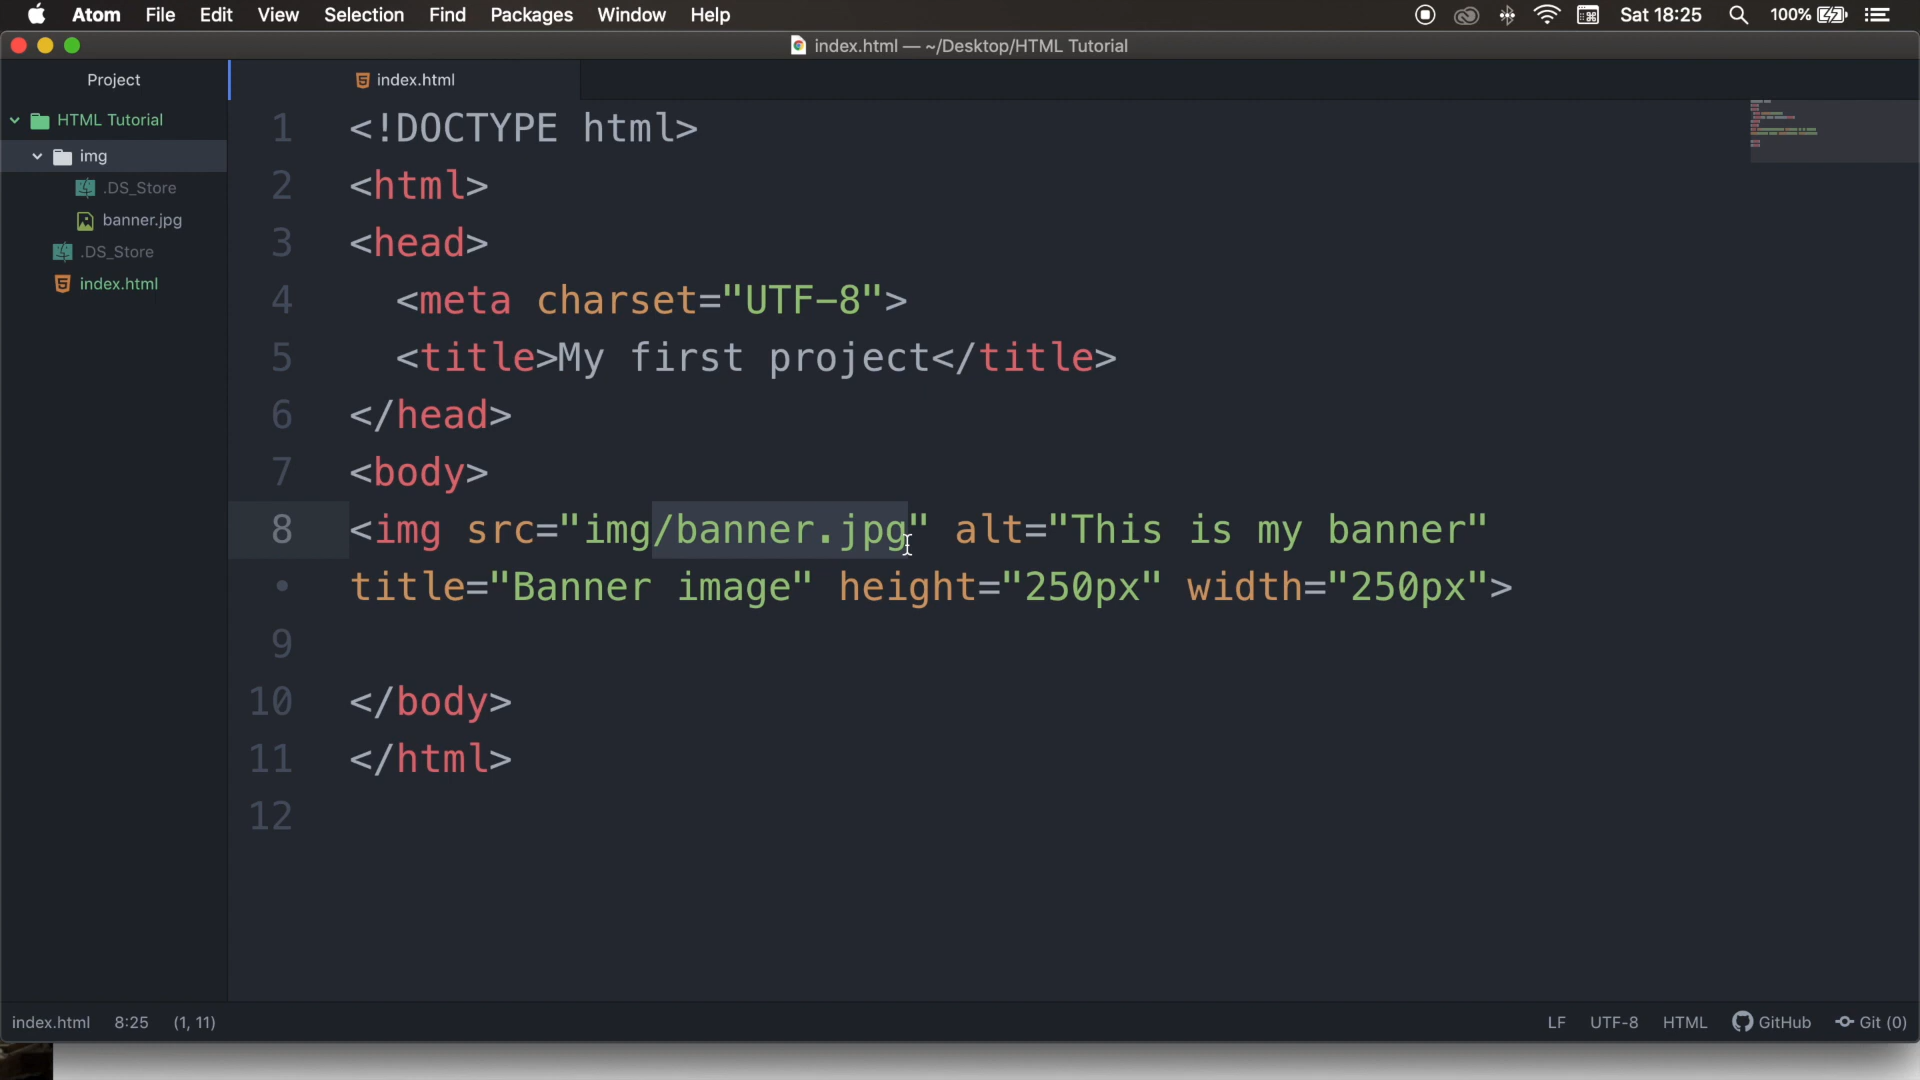 Atom File Edit View Selection Find Packages Window Help Sat 18:25 100%
index.html — ~/Desktop/HTML Tutorial
Project
HTML Tutorial
img
.DS_Store
banner.jpg
.DS_Store
index.html
index.html
1 <!DOCTYPE html>
2 <html>
3 <head>
4 <meta charset="UTF-8">
5 <title>My first project</title>
6 </head>
7 <body>
8 <img src="img/banner.jpg" alt="This is my banner"
• title="Banner image" height="250px" width="250px">
9
10 </body>
11 </html>
12
index.html 8:25 (1, 11) LF UTF-8 HTML GitHub Git (0)